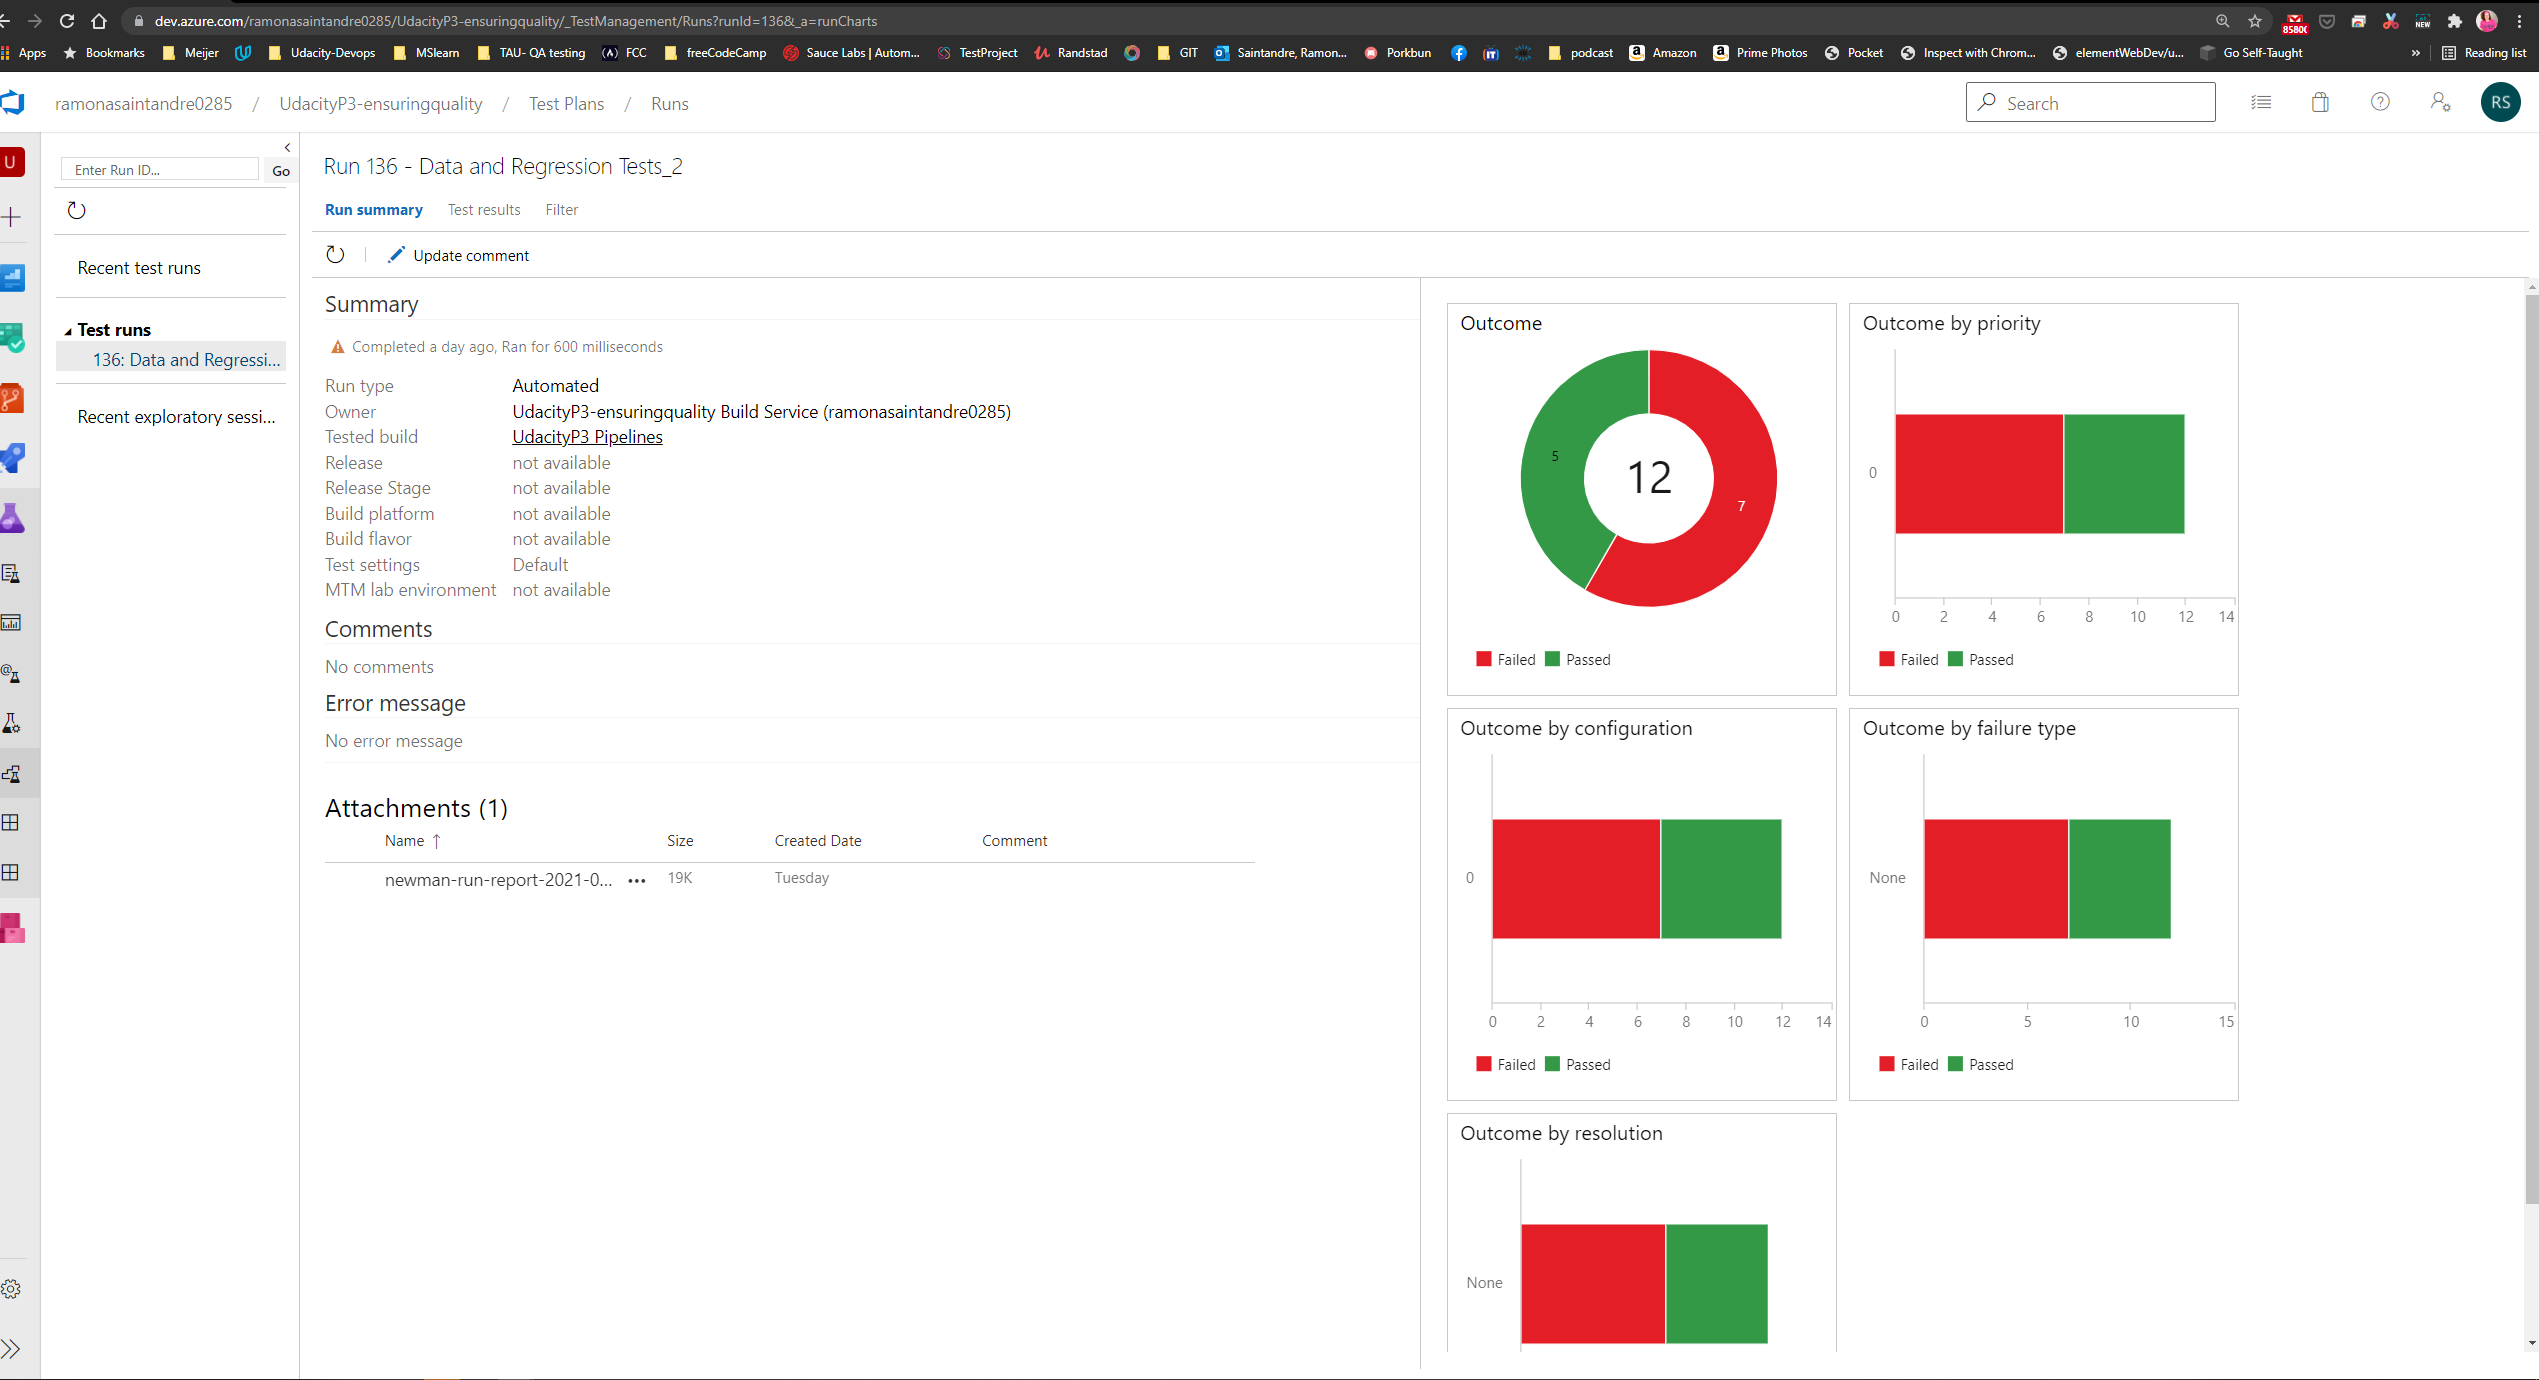 dev.azure.com/ramonasaintandre0285/UdacityP3-ensuringquality/_TestManagement/Runs?runId=136&_a=runCharts
8580(
NEW
Apps Bookmarks Meijer Udacity-Devops MSlearn TAU- QA testing FCC freeCodeCamp Sauce Labs | Autom... TestProject Randstad GIT Saintandre, Ramon... Porkbun podcast Amazon Prime Photos Pocket Inspect with Chrom... elementWebDev/u... Go Self-Taught » Reading list
ramonasaintandre0285 / UdacityP3-ensuringquality / Test Plans / Runs
Search
RS
U
Enter Run ID...
Go
Recent test runs
Test runs
136: Data and Regressi...
Recent exploratory sessi...
Run 136 - Data and Regression Tests_2
Run summary Test results Filter
Update comment
Summary
Completed a day ago, Ran for 600 milliseconds
Run type Automated
Owner UdacityP3-ensuringquality Build Service (ramonasaintandre0285)
Tested build UdacityP3 Pipelines
Release not available
Release Stage not available
Build platform not available
Build flavor not available
Test settings Default
MTM lab environment not available
Comments
No comments
Error message
No error message
Attachments (1)
Name ↑ Size Created Date Comment
newman-run-report-2021-0... ••• 19K Tuesday
Outcome
5
12
7
Failed Passed
Outcome by priority
0
0 2 4 6 8 10 12 14
Failed Passed
Outcome by configuration
0
0 2 4 6 8 10 12 14
Failed Passed
Outcome by failure type
None
0 5 10 15
Failed Passed
Outcome by resolution
None